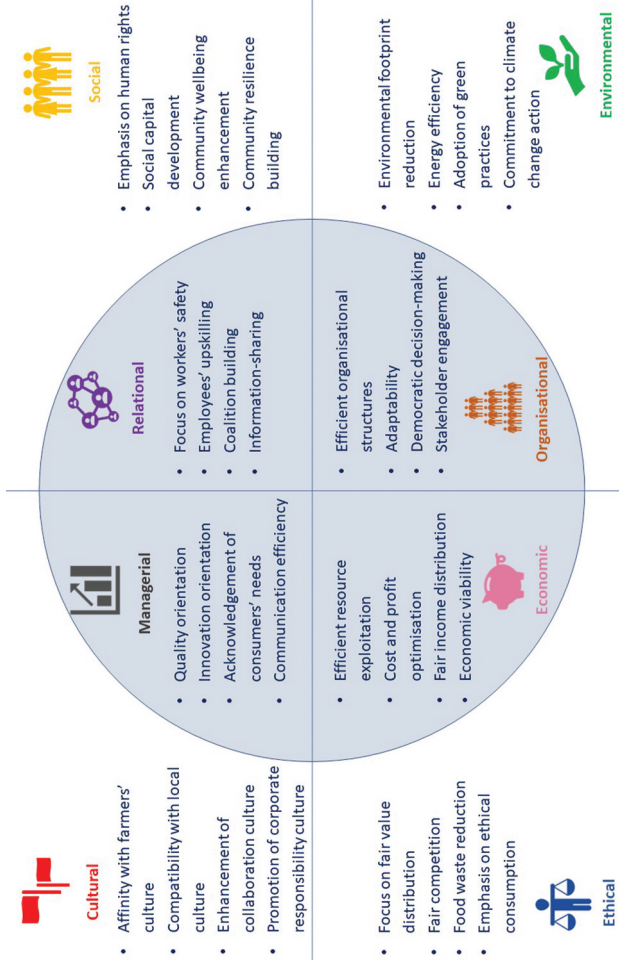 Cultural
• Affinity with farmers'
culture
• Compatibility with local
culture
• Enhancement of
collaboration culture
• Promotion of corporate
responsibility culture
Managerial
• Quality orientation
• Innovation orientation
• Acknowledgement of
consumers' needs
• Communication efficiency
Relational
• Focus on workers' safety
• Employees' upskilling
• Coalition building
• Information-sharing
Social
• Emphasis on human rights
• Social capital
development
• Community wellbeing
enhancement
• Community resilience
building
• Focus on fair value
distribution
• Fair competition
• Food waste reduction
• Emphasis on ethical
consumption
Ethical
• Efficient resource
exploitation
• Cost and profit
optimisation
• Fair income distribution
• Economic viability
Economic
• Efficient organisational
structures
• Adaptability
• Democratic decision-making
• Stakeholder engagement
Organisational
• Environmental footprint
reduction
• Energy efficiency
• Adoption of green
practices
• Commitment to climate
change action
Environmental